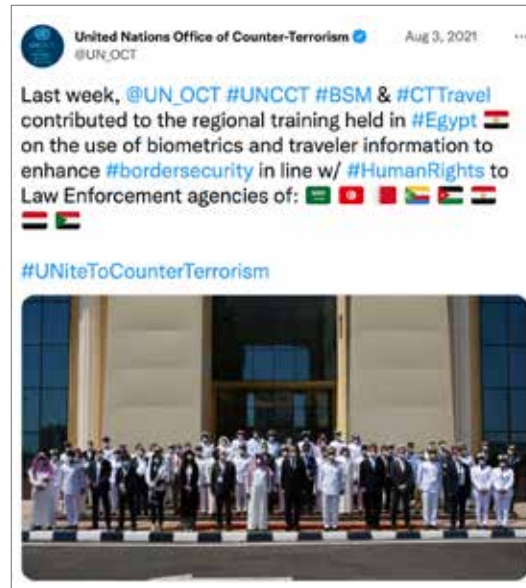 United Nations Office of Counter-Terrorism
Aug 3, 2021
@UN_OCT
Last week, @UN_OCT #UNCCT #BSM & #CTTravel
contributed to the regional training held in #Egypt 🇪🇬
on the use of biometrics and traveler information to
enhance #bordersecurity in line w/ #HumanRights to
Law Enforcement agencies of: 🇸🇦 🇹🇳 🇧🇭 🇰🇲 🇯🇴 🇪🇬
🇾🇪 🇸🇩
#UNiteToCounterTerrorism